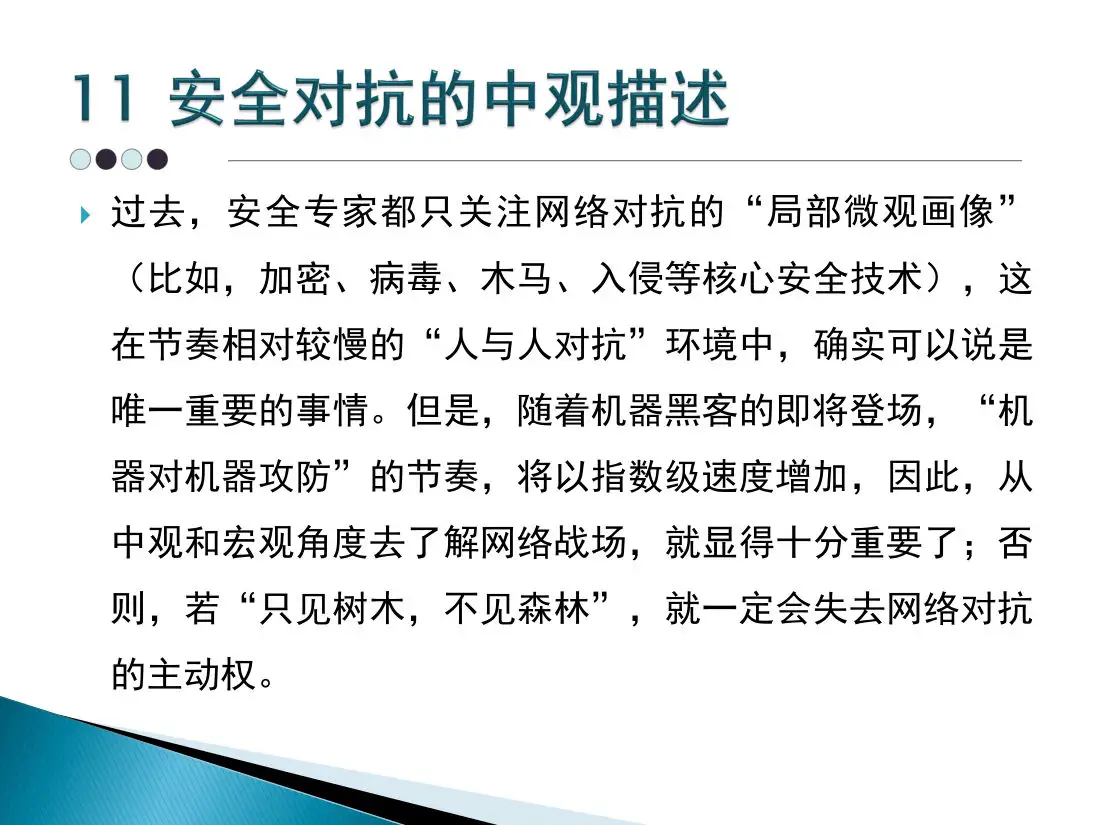 11 安全对抗的中观描述
过去，安全专家都只关注网络对抗的“局部微观画像”
（比如，加密、病毒、木马、入侵等核心安全技术），这
在节奏相对较慢的“人与人对抗”环境中，确实可以说是
唯一重要的事情。但是，随着机器黑客的即将登场，“机
器对机器攻防”的节奏，将以指数级速度增加，因此，从
中观和宏观角度去了解网络战场，就显得十分重要了；否
则，若“只见树木，不见森林”，就一定会失去网络对抗
的主动权。